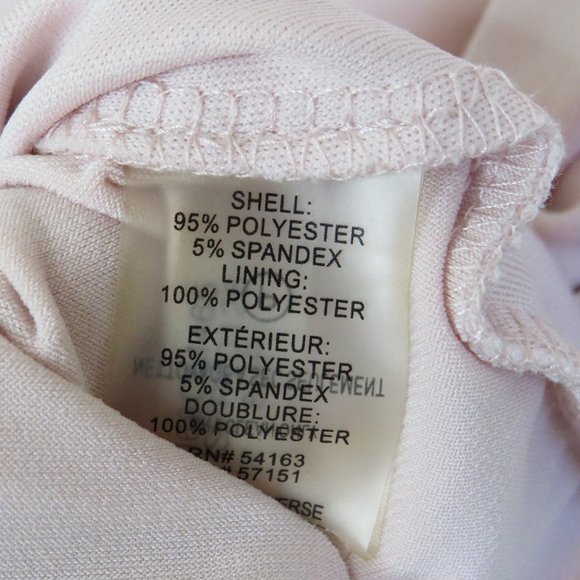 SHELL:
95% POLYESTER
5% SPANDEX
LINING:
100% POLYESTER
EXTÉRIEUR:
95% POLYESTER
5% SPANDEX
DOUBLURE:
100% POLYESTER
RN# 54163
# 57151